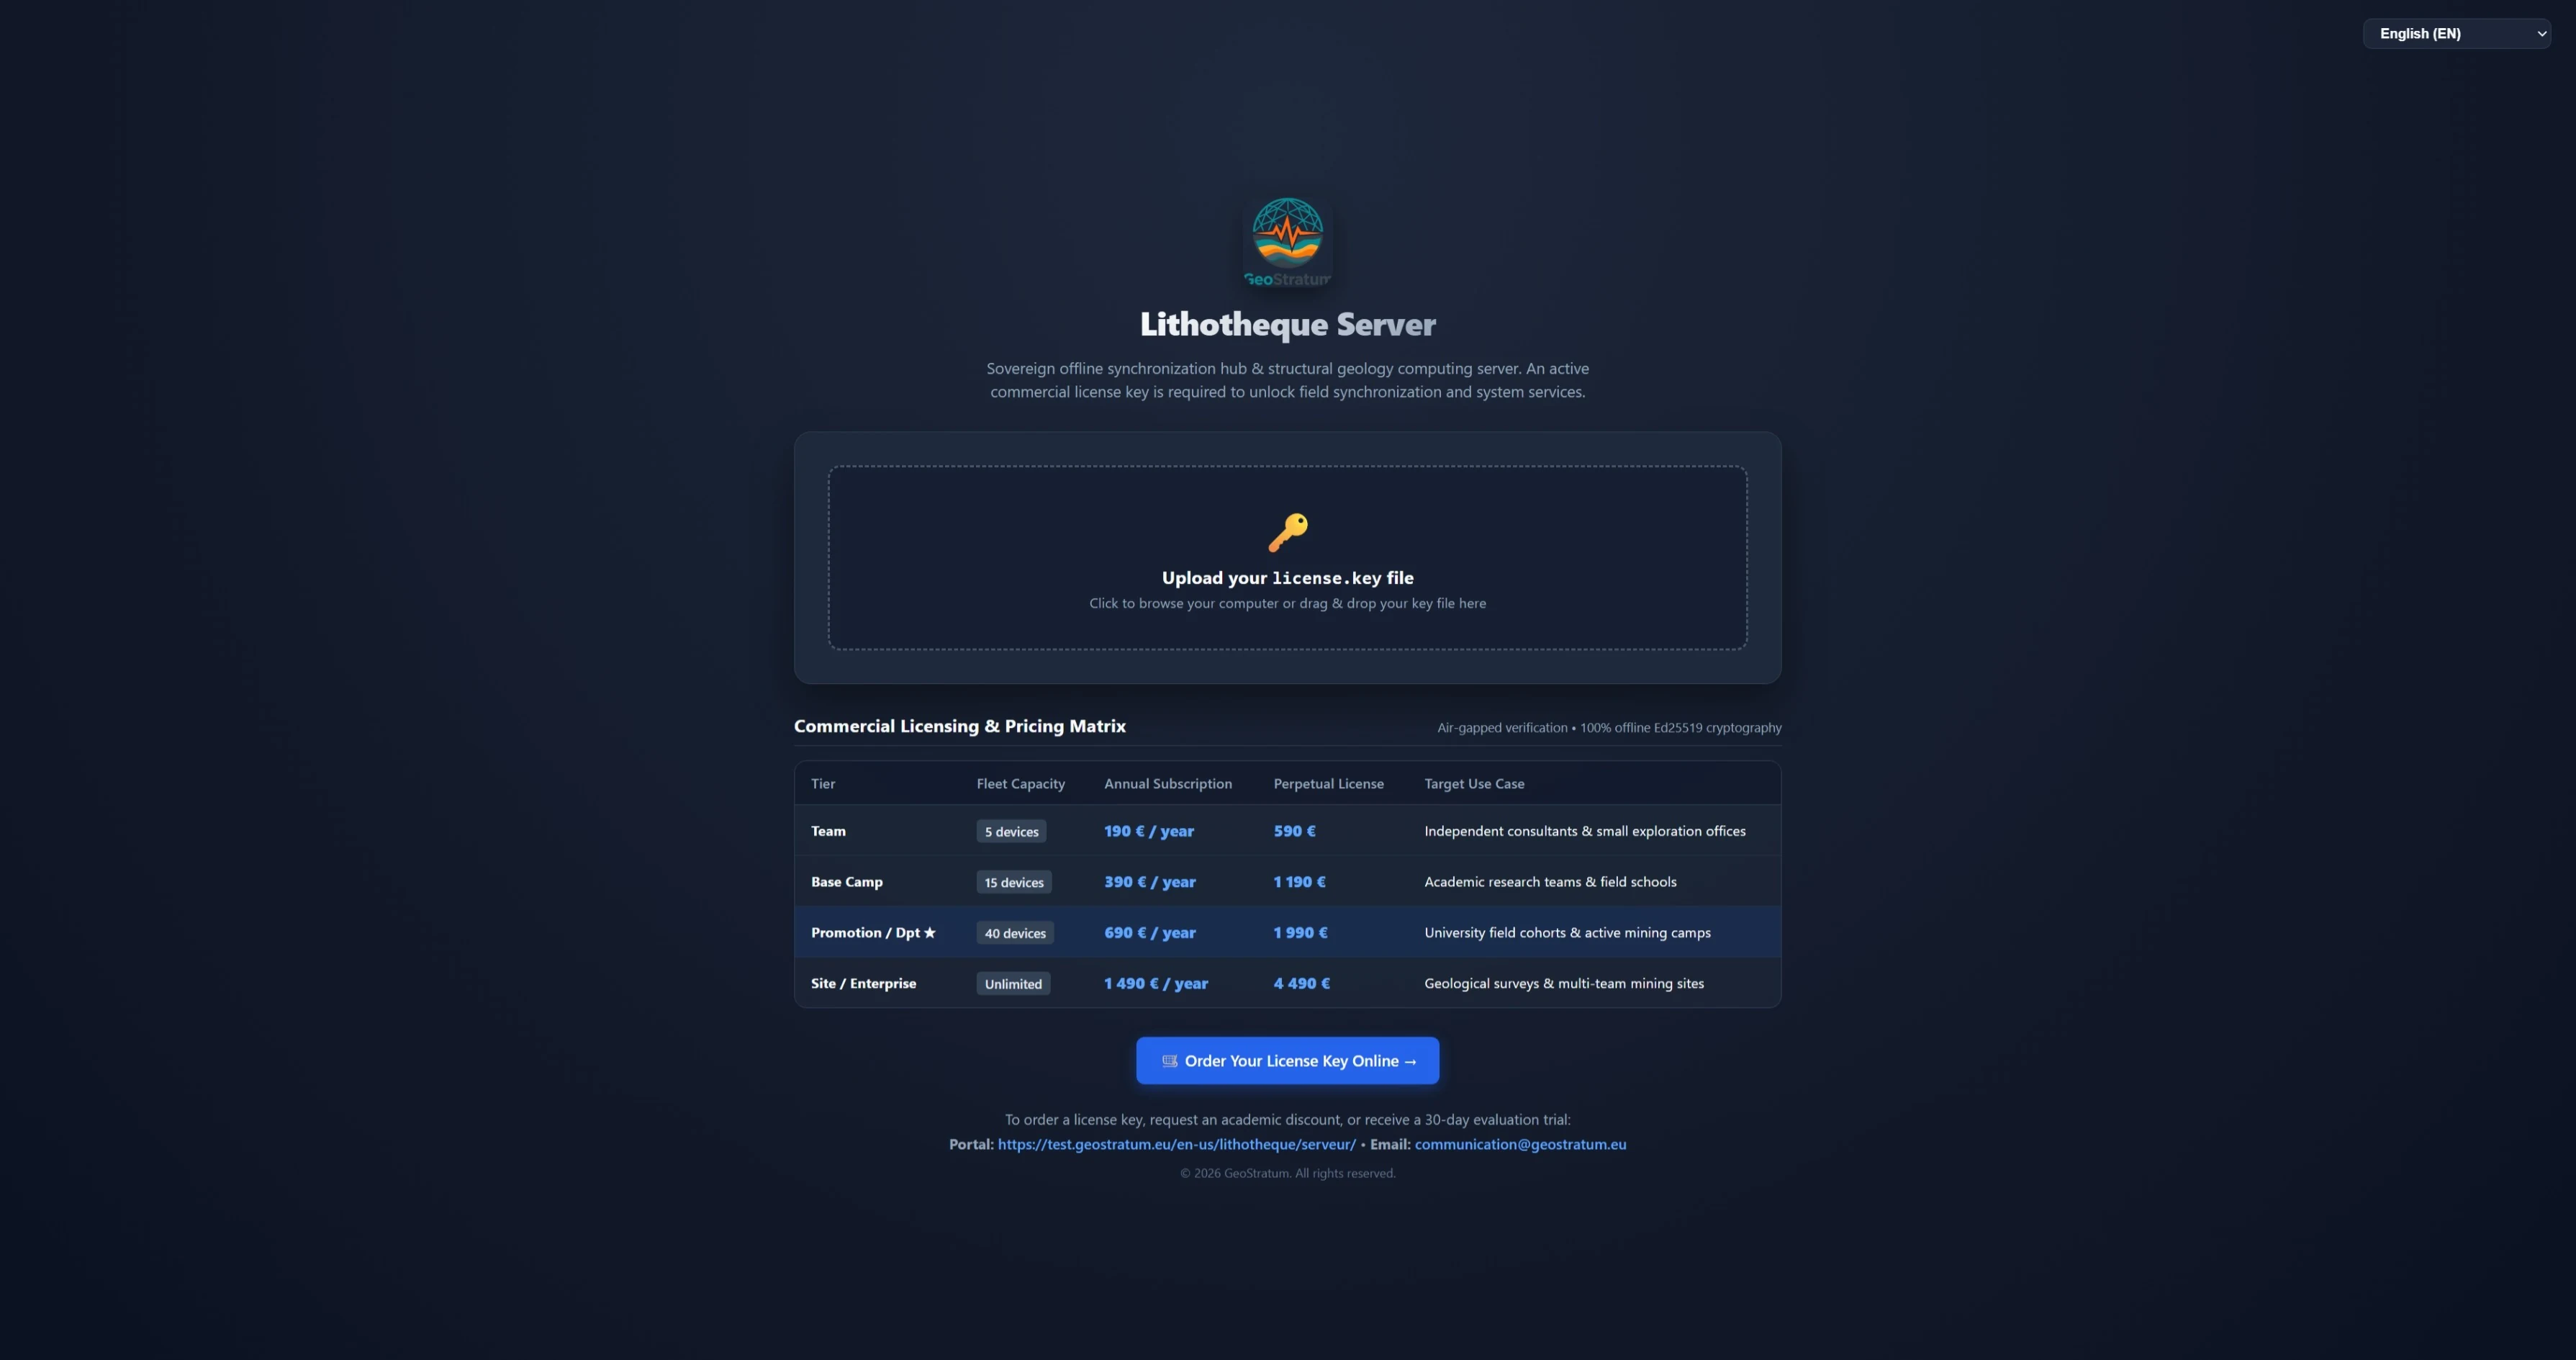 English (EN)
GeoStratum
Lithotheque Server
Sovereign offline synchronization hub & structural geology computing server. An active
commercial license key is required to unlock field synchronization and system services.
Upload your license.key file
Click to browse your computer or drag & drop your key file here
Commercial Licensing & Pricing Matrix
Air-gapped verification • 100% offline Ed25519 cryptography
Tier Fleet Capacity Annual Subscription Perpetual License Target Use Case
Team 5 devices 190 € / year 590 € Independent consultants & small exploration offices
Base Camp 15 devices 390 € / year 1 190 € Academic research teams & field schools
Promotion / Dpt ★ 40 devices 690 € / year 1 990 € University field cohorts & active mining camps
Site / Enterprise Unlimited 1 490 € / year 4 490 € Geological surveys & multi-team mining sites
🛒 Order Your License Key Online →
To order a license key, request an academic discount, or receive a 30-day evaluation trial:
Portal: https://test.geostratum.eu/en-us/lithotheque/serveur/ • Email: communication@geostratum.eu
© 2026 GeoStratum. All rights reserved.